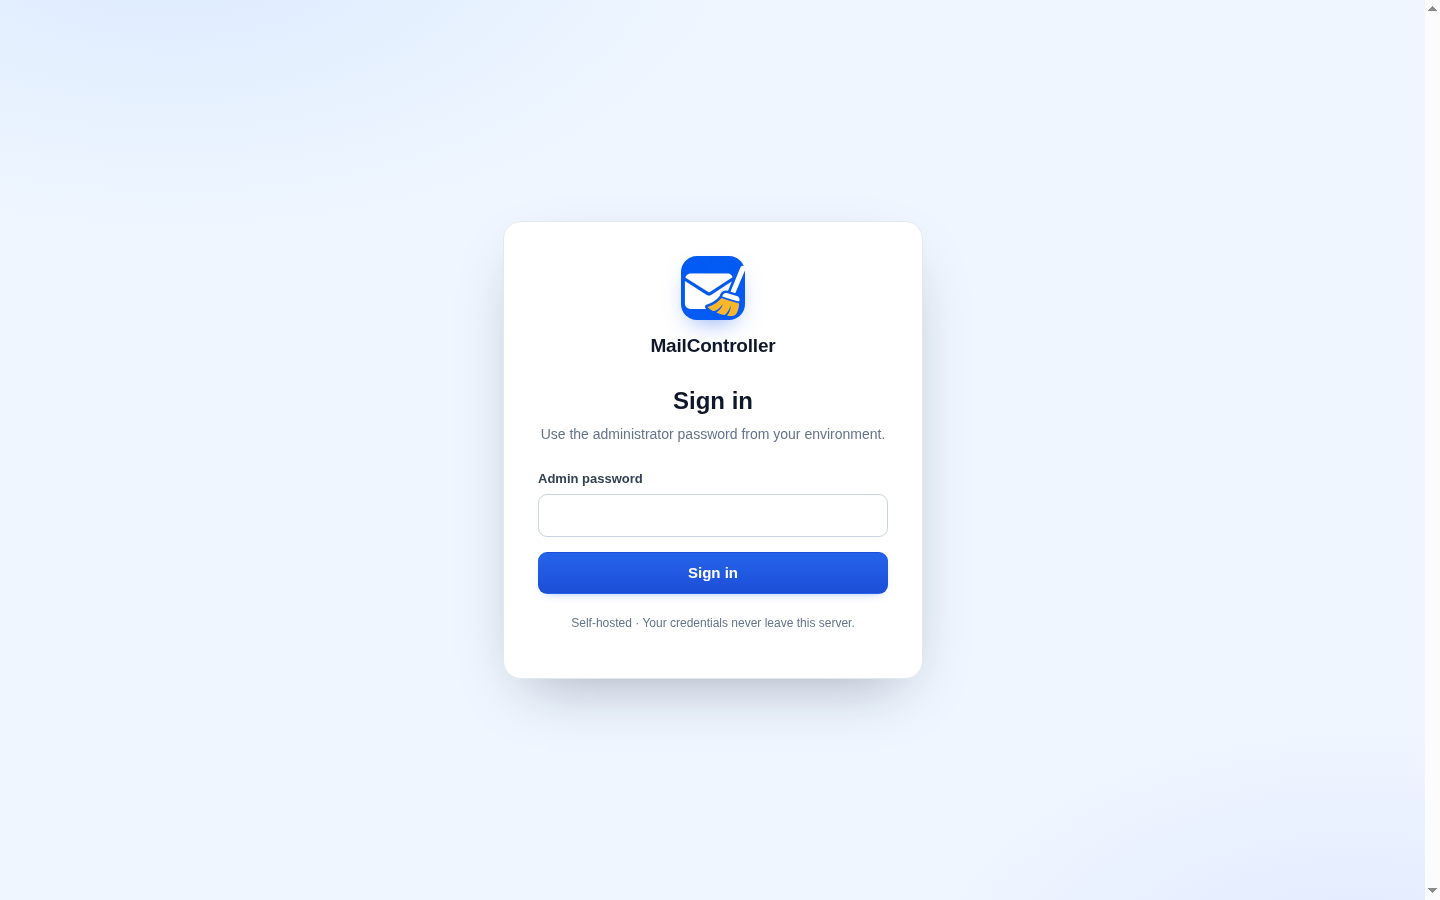 MailController
Sign in
Use the administrator password from your environment.
Admin password
Sign in
Self-hosted · Your credentials never leave this server.